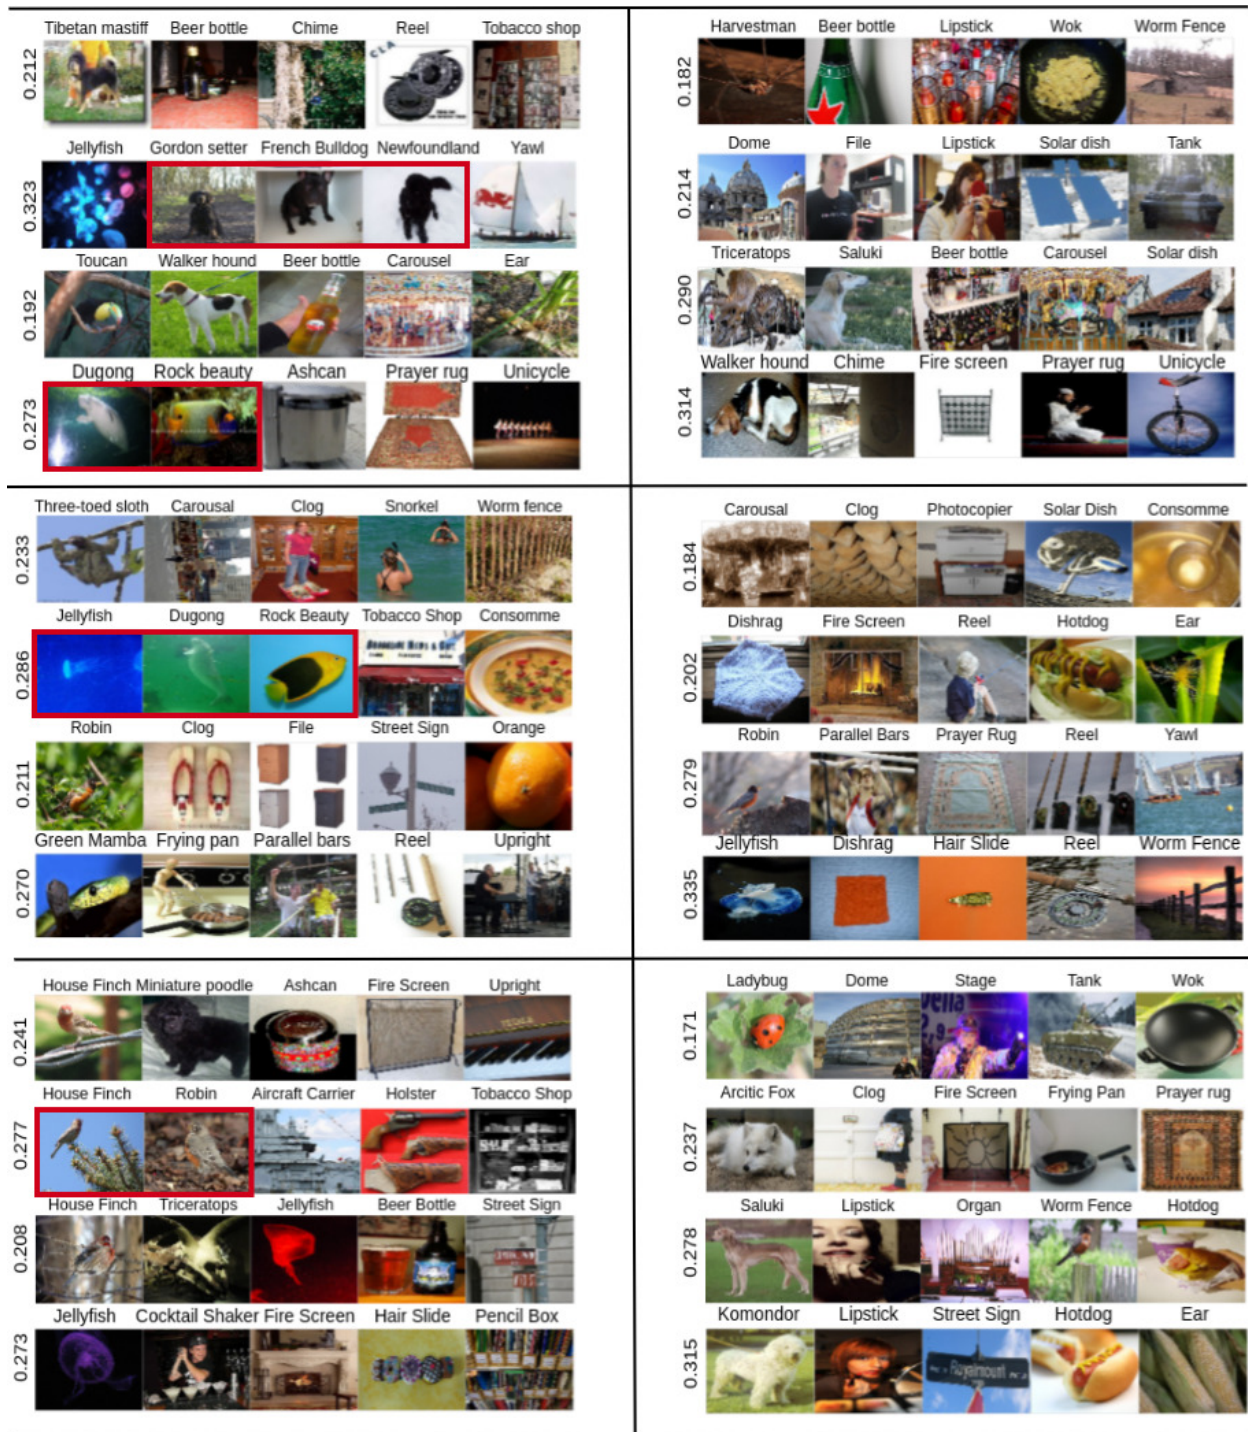 Tibetan mastiff Beer bottle Chime Reel Tobacco shop
0.212
CLA
Jellyfish Gordon setter French Bulldog Newfoundland Yawl
0.323
Toucan Walker hound Beer bottle Carousel Ear
0.192
Dugong Rock beauty Ashcan Prayer rug Unicycle
0.273
Harvestman Beer bottle Lipstick Wok Worm Fence
0.182
Dome File Lipstick Solar dish Tank
0.214
Triceratops Saluki Beer bottle Carousel Solar dish
0.290
Walker hound Chime Fire screen Prayer rug Unicycle
0.314
Three-toed sloth Carousal Clog Snorkel Worm fence
0.233
Jellyfish Dugong Rock Beauty Tobacco Shop Consomme
0.286
Robin Clog File Street Sign Orange
0.211
Green Mamba Frying pan Parallel bars Reel Upright
0.270
Carousal Clog Photocopier Solar Dish Consomme
0.184
Dishrag Fire Screen Reel Hotdog Ear
0.202
Robin Parallel Bars Prayer Rug Reel Yawl
0.279
Jellyfish Dishrag Hair Slide Reel Worm Fence
0.335
House Finch Miniature poodle Ashcan Fire Screen Upright
0.241
House Finch Robin Aircraft Carrier Holster Tobacco Shop
0.277
House Finch Triceratops Jellyfish Beer Bottle Street Sign
0.208
Jellyfish Cocktail Shaker Fire Screen Hair Slide Pencil Box
0.273
Ladybug Dome Stage Tank Wok
0.171
Arcitic Fox Clog Fire Screen Frying Pan Prayer rug
0.237
Saluki Lipstick Organ Worm Fence Hotdog
0.278
Komondor Lipstick Street Sign Hotdog Ear
0.315